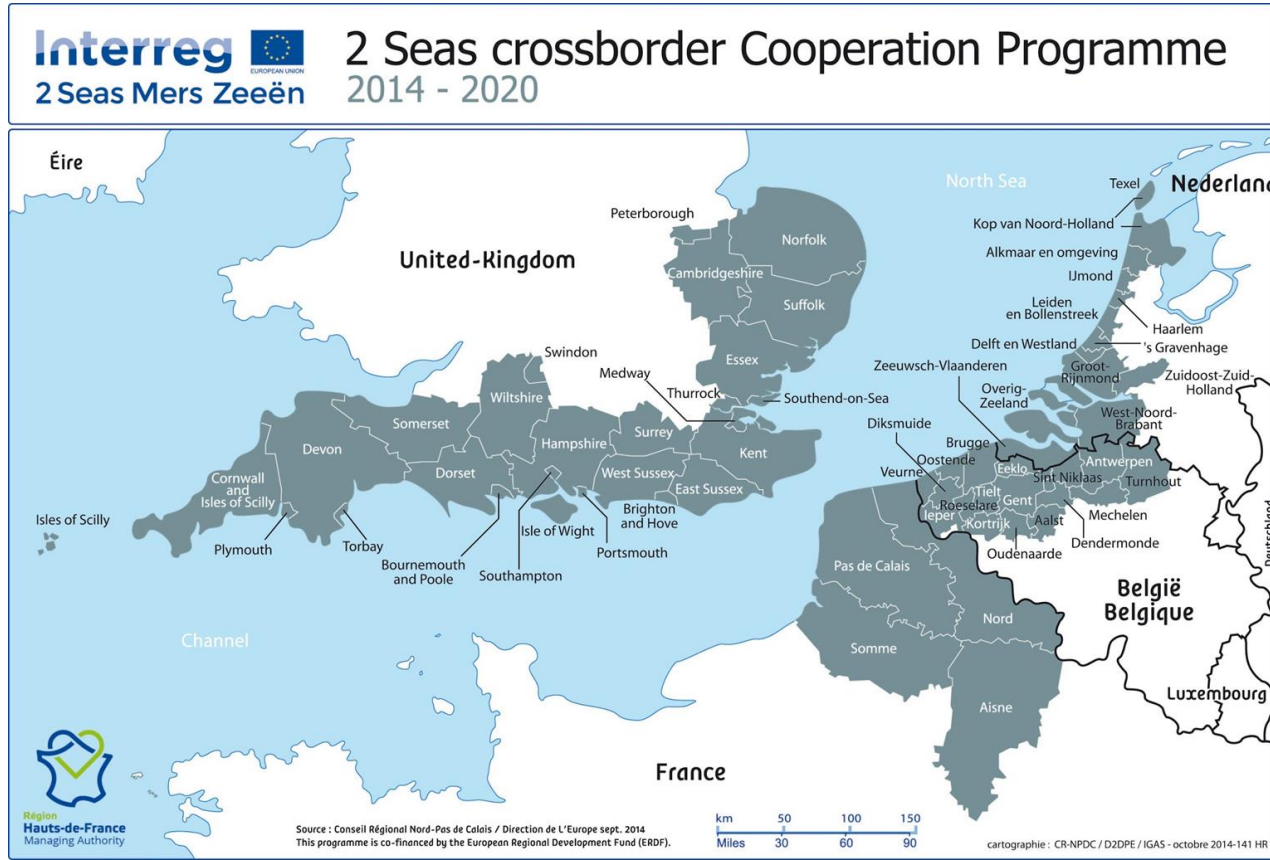 Interreg
EUROPEAN UNION
2 Seas Mers Zeeën
2 Seas crossborder Cooperation Programme
2014 - 2020
Éire
United-Kingdom
North Sea
Nederland
Texel
Kop van Noord-Holland
Alkmaar en omgeving
IJmond
Leiden
en Bollenstreek
Haarlem
Delft en Westland
's Gravenhage
Zeeuwsch-Vlaanderen
Groot-
Rijnmond
Zuidoost-Zuid-
Holland
Overig-
Zeeland
West-Noord-
Brabant
Peterborough
Norfolk
Cambridgeshire
Suffolk
Essex
Swindon
Medway
Thurrock
Southend-on-Sea
Wiltshire
Somerset
Devon
Surrey
Hampshire
Kent
Dorset
West Sussex
East Sussex
Cornwall
and
Isles of Scilly
Isles of Scilly
Plymouth
Torbay
Bournemouth
and Poole
Southampton
Isle of Wight
Portsmouth
Brighton
and Hove
Diksmuide
Brugge
Oostende
Veurne
Eeklo
Sint Niklaas
Antwerpen
Turnhout
Tielt
Roeselare
Gent
Ieper
Kortrijk
Aalst
Mechelen
Oudenaarde
Dendermonde
Pas de Calais
Nord
Somme
Aisne
België
Belgique
Deutschland
Luxembourg
Channel
France
Région
Hauts-de-France
Managing Authority
Source : Conseil Régional Nord-Pas de Calais / Direction de L'Europe sept. 2014
This programme is co-financed by the European Regional Development Fund (ERDF).
km 50 100 150
Miles 30 60 90
cartographie : CR-NPDC / D2DPE / IGAS - octobre 2014-141 HR